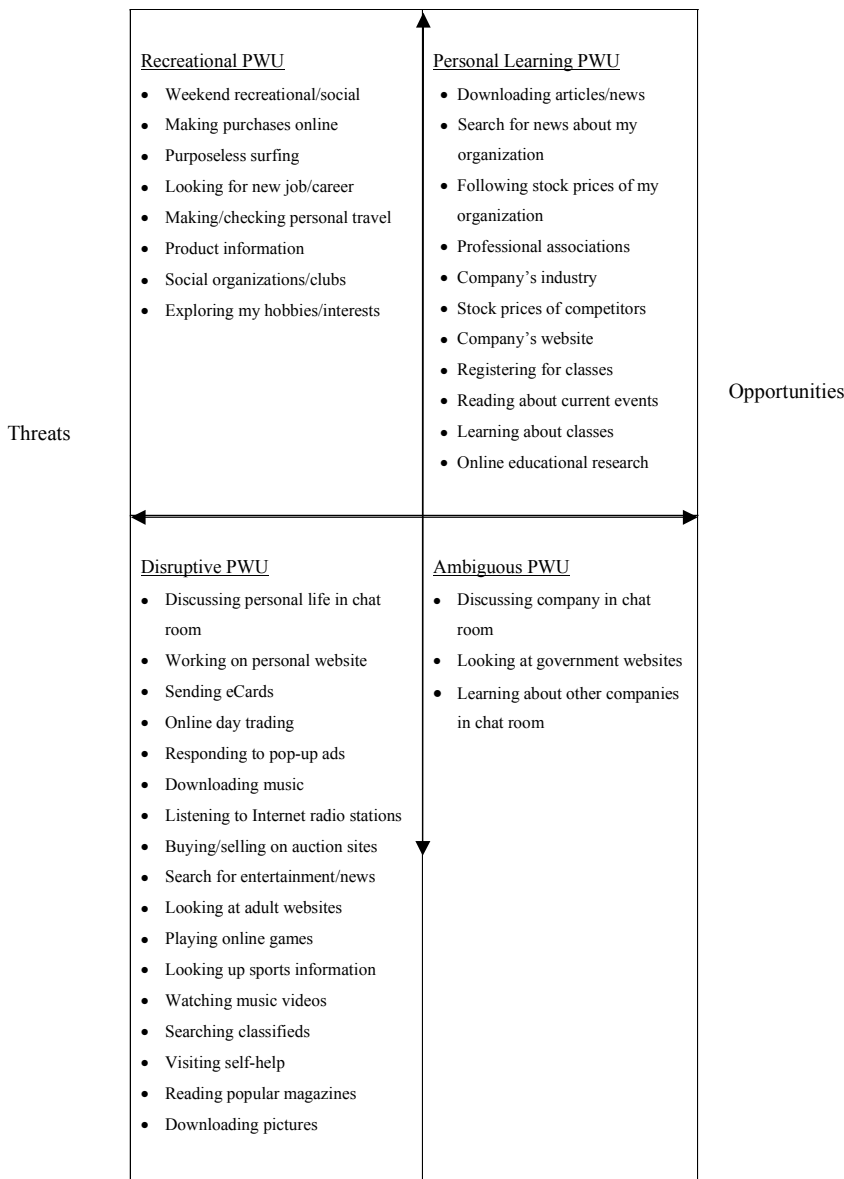 Recreational PWU
• Weekend recreational/social
• Making purchases online
• Purposeless surfing
• Looking for new job/career
• Making/checking personal travel
• Product information
• Social organizations/clubs
• Exploring my hobbies/interests
Personal Learning PWU
• Downloading articles/news
• Search for news about my
organization
• Following stock prices of my
organization
• Professional associations
• Company’s industry
• Stock prices of competitors
• Company’s website
• Registering for classes
• Reading about current events
• Learning about classes
• Online educational research
Threats
Opportunities
Disruptive PWU
• Discussing personal life in chat
room
• Working on personal website
• Sending eCards
• Online day trading
• Responding to pop-up ads
• Downloading music
• Listening to Internet radio stations
• Buying/selling on auction sites
• Search for entertainment/news
• Looking at adult websites
• Playing online games
• Looking up sports information
• Watching music videos
• Searching classifieds
• Visiting self-help
• Reading popular magazines
• Downloading pictures
Ambiguous PWU
• Discussing company in chat
room
• Looking at government websites
• Learning about other companies
in chat room